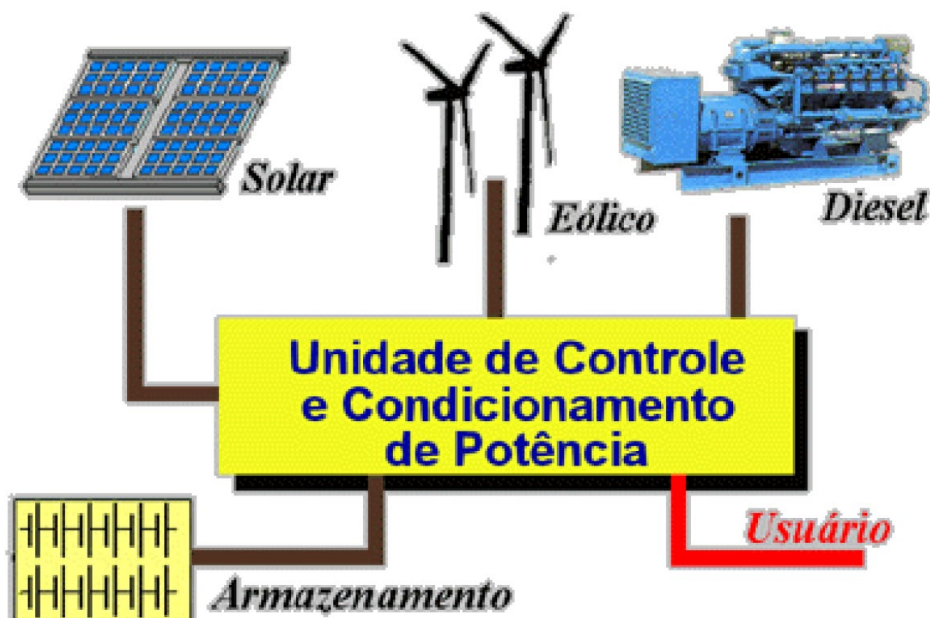 Solar
Eólico
Diesel
Unidade de Controle
e Condicionamento
de Potência
Usuário
Armazenamento